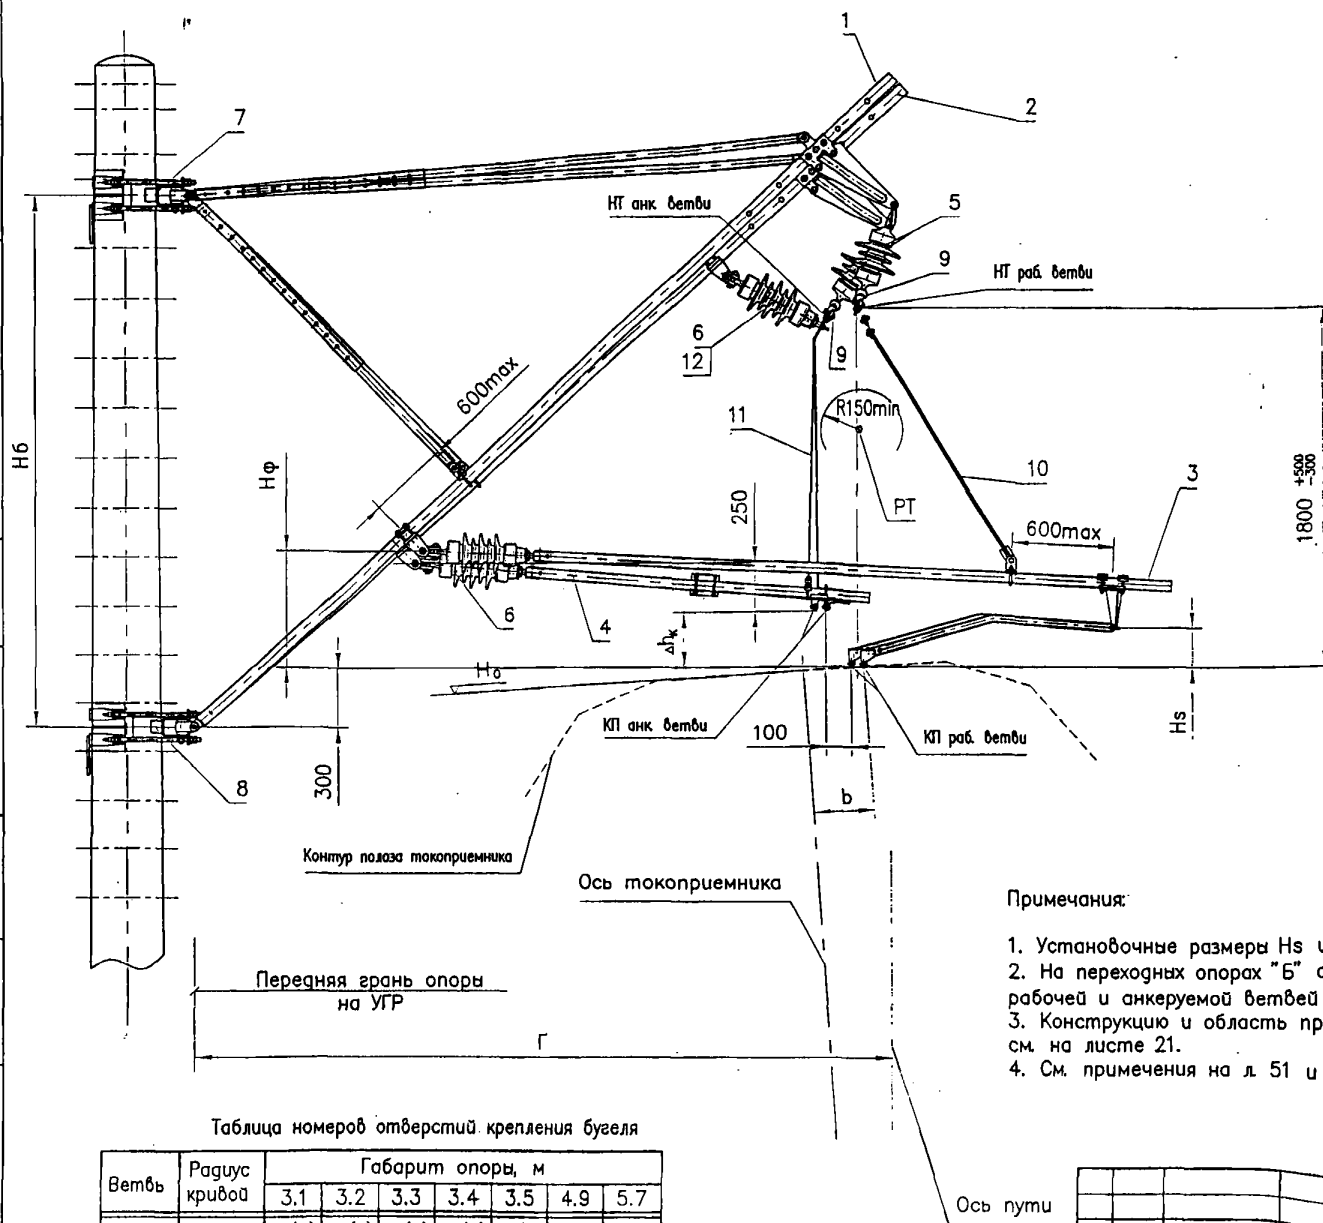 1
2
7
НТ анк. ветви
5
9
НТ раб. ветви
6
12
9
600max
R150min
11
Нб
Нф
10
3
РТ
250
600max
1800 +500 -300
6
4
Δhк
Но
КП анк. ветви
100
КП раб. ветви
Hs
8
300
b
Контур полоза токоприемника
Ось токоприемника
Примечания:
1. Установочные размеры Hs
2. На переходных опорах "Б"
рабочей и анкеруемой ветвей
3. Конструкцию и область пр
см. на листе 21.
4. См. примечения на л. 51 и
Передняя грань опоры
на УГР
Г
Таблица номеров отверстий крепления бугеля
Ветвь Радиус кривой Габарит опоры, м
3.1 3.2 3.3 3.4 3.5 4.9 5.7
Ось пути